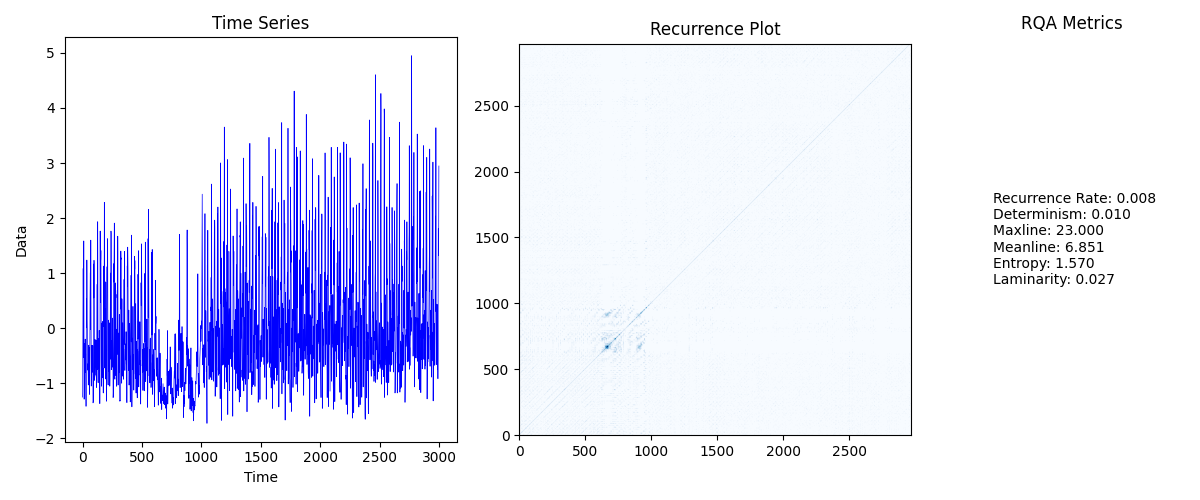 Time Series
5
4
3
2
1
0
−1
−2
Data
0 500 1000 1500 2000 2500 3000
Time
Recurrence Plot
2500
2000
1500
1000
500
0
0 500 1000 1500 2000 2500
RQA Metrics
Recurrence Rate: 0.008
Determinism: 0.010
Maxline: 23.000
Meanline: 6.851
Entropy: 1.570
Laminarity: 0.027